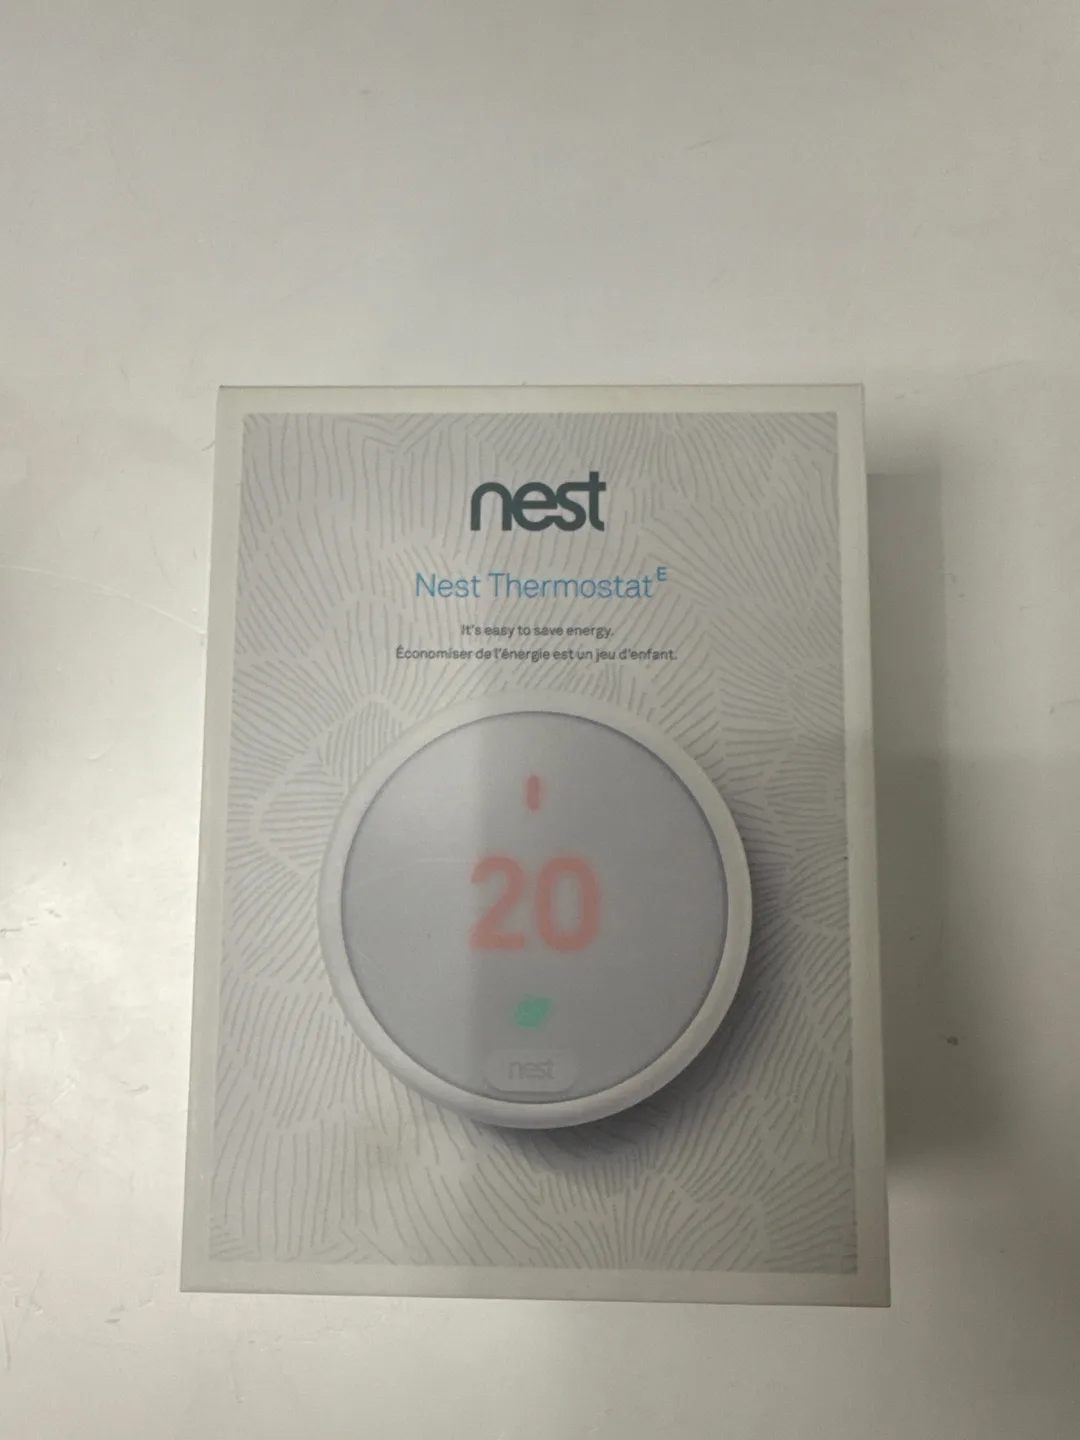 nest
Nest Thermostat E
It's easy to save energy.
Économiser de l'énergie est un jeu d'enfant.
20
nest